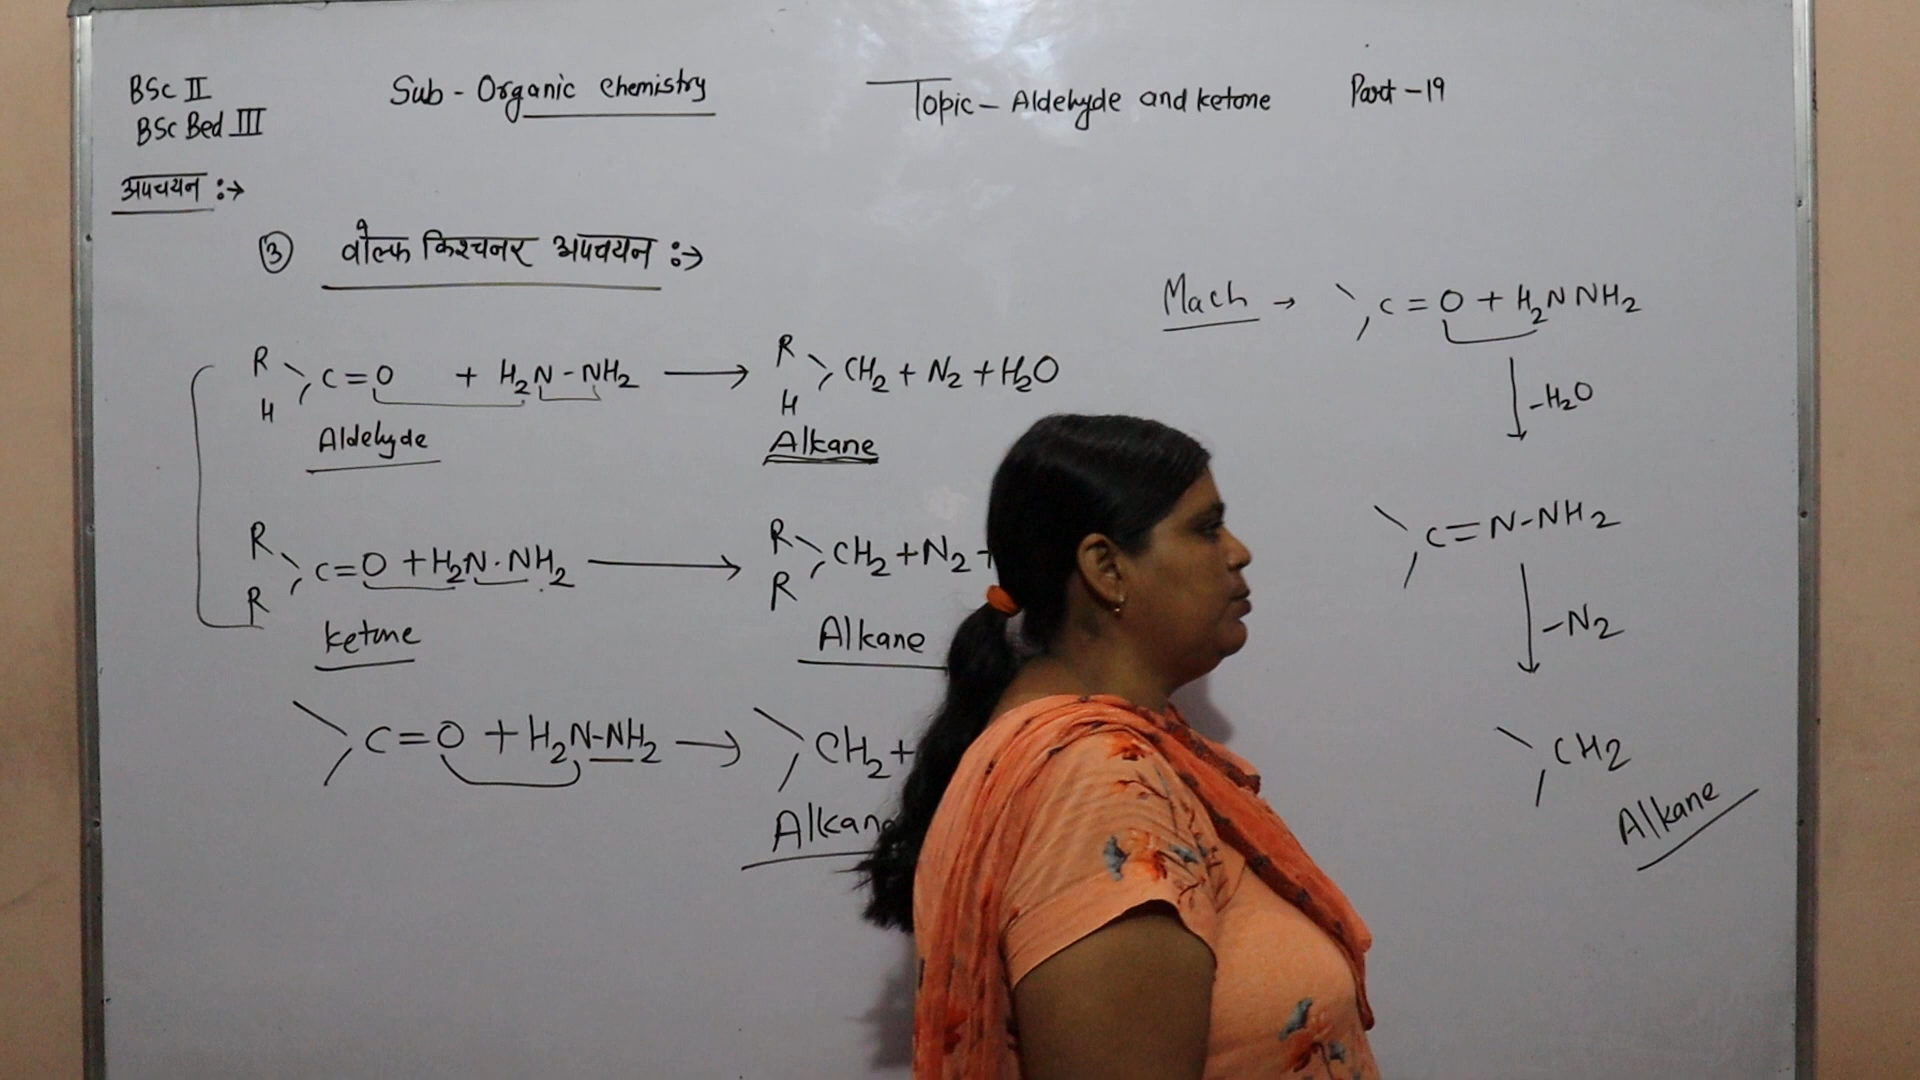 BSc II
BSc Bed III
Sub - Organic chemistry
Topic - Aldehyde and ketone
Part - 19
अपचयन :→
③ वोल्फ किश्चनर अपचयन :→
R
C=O + H2N-NH2 → R CH2 + N2 + H2O
H
H
Aldehyde
Alkane
R
C=O + H2N.NH2 → R CH2 + N2 +
R
R
ketone
Alkane
C=O + H2N-NH2 → CH2 +
Alkan
Mach → C=O + H2NNH2
-H2O
C=N-NH2
-N2
CH2
Alkane